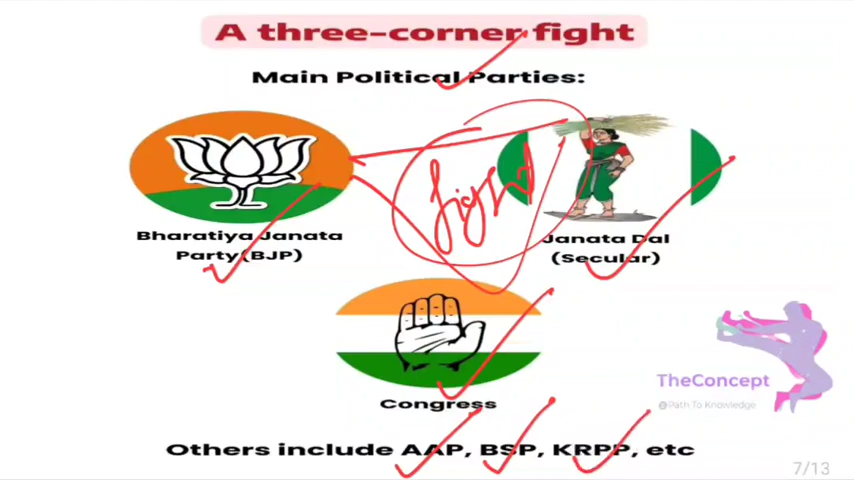 A three-corner fight
Main Political Parties:
fight
Bharatiya Janata
Party(BJP)
Janata Dal
(Secular)
Congress
TheConcept
@Path To Knowledge
Others include AAP, BSP, KRPP, etc
7/13